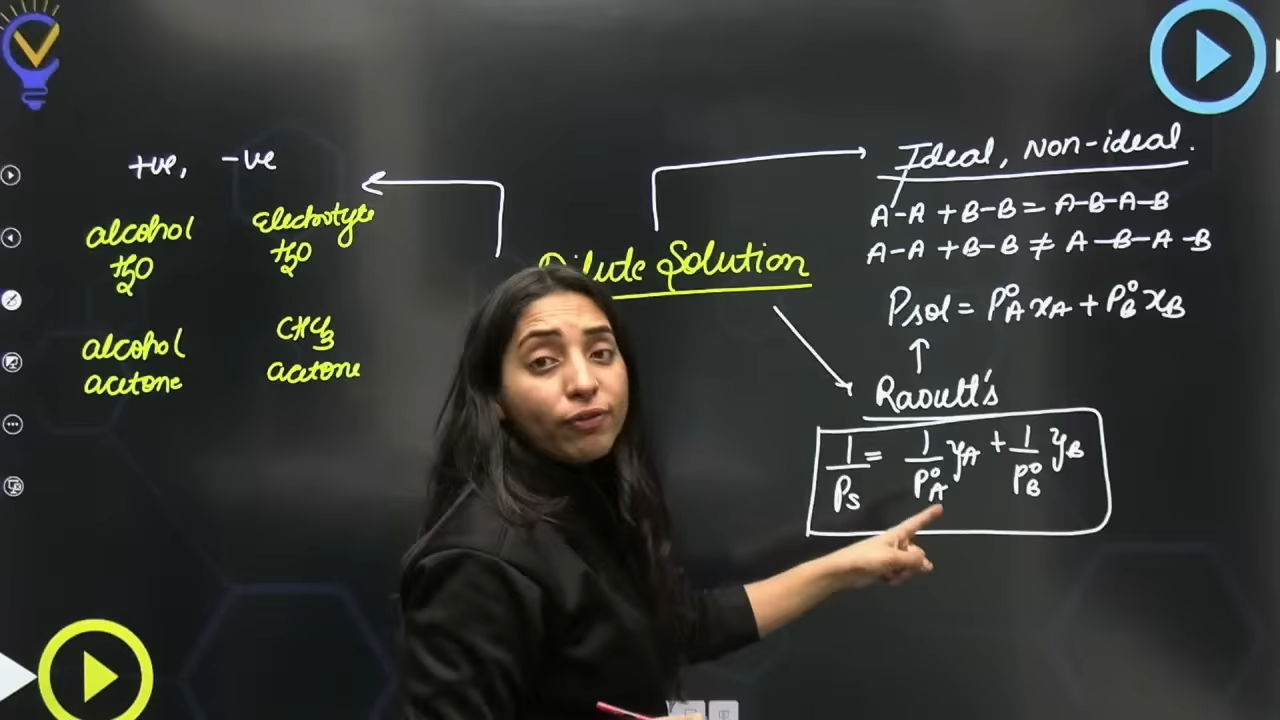 +ve, -ve
alcohol
H2O
Electrolyte
H2O
alcohol
acetone
CHCl3
acetone
Dilute Solution
Ideal, Non-ideal.
A-A + B-B = A-B-A-B
A-A + B-B ≠ A-B-A-B
Psol = P°A xA + P°B xB
Raoult's
1/Ps = 1/P°A yA + 1/P°B yB